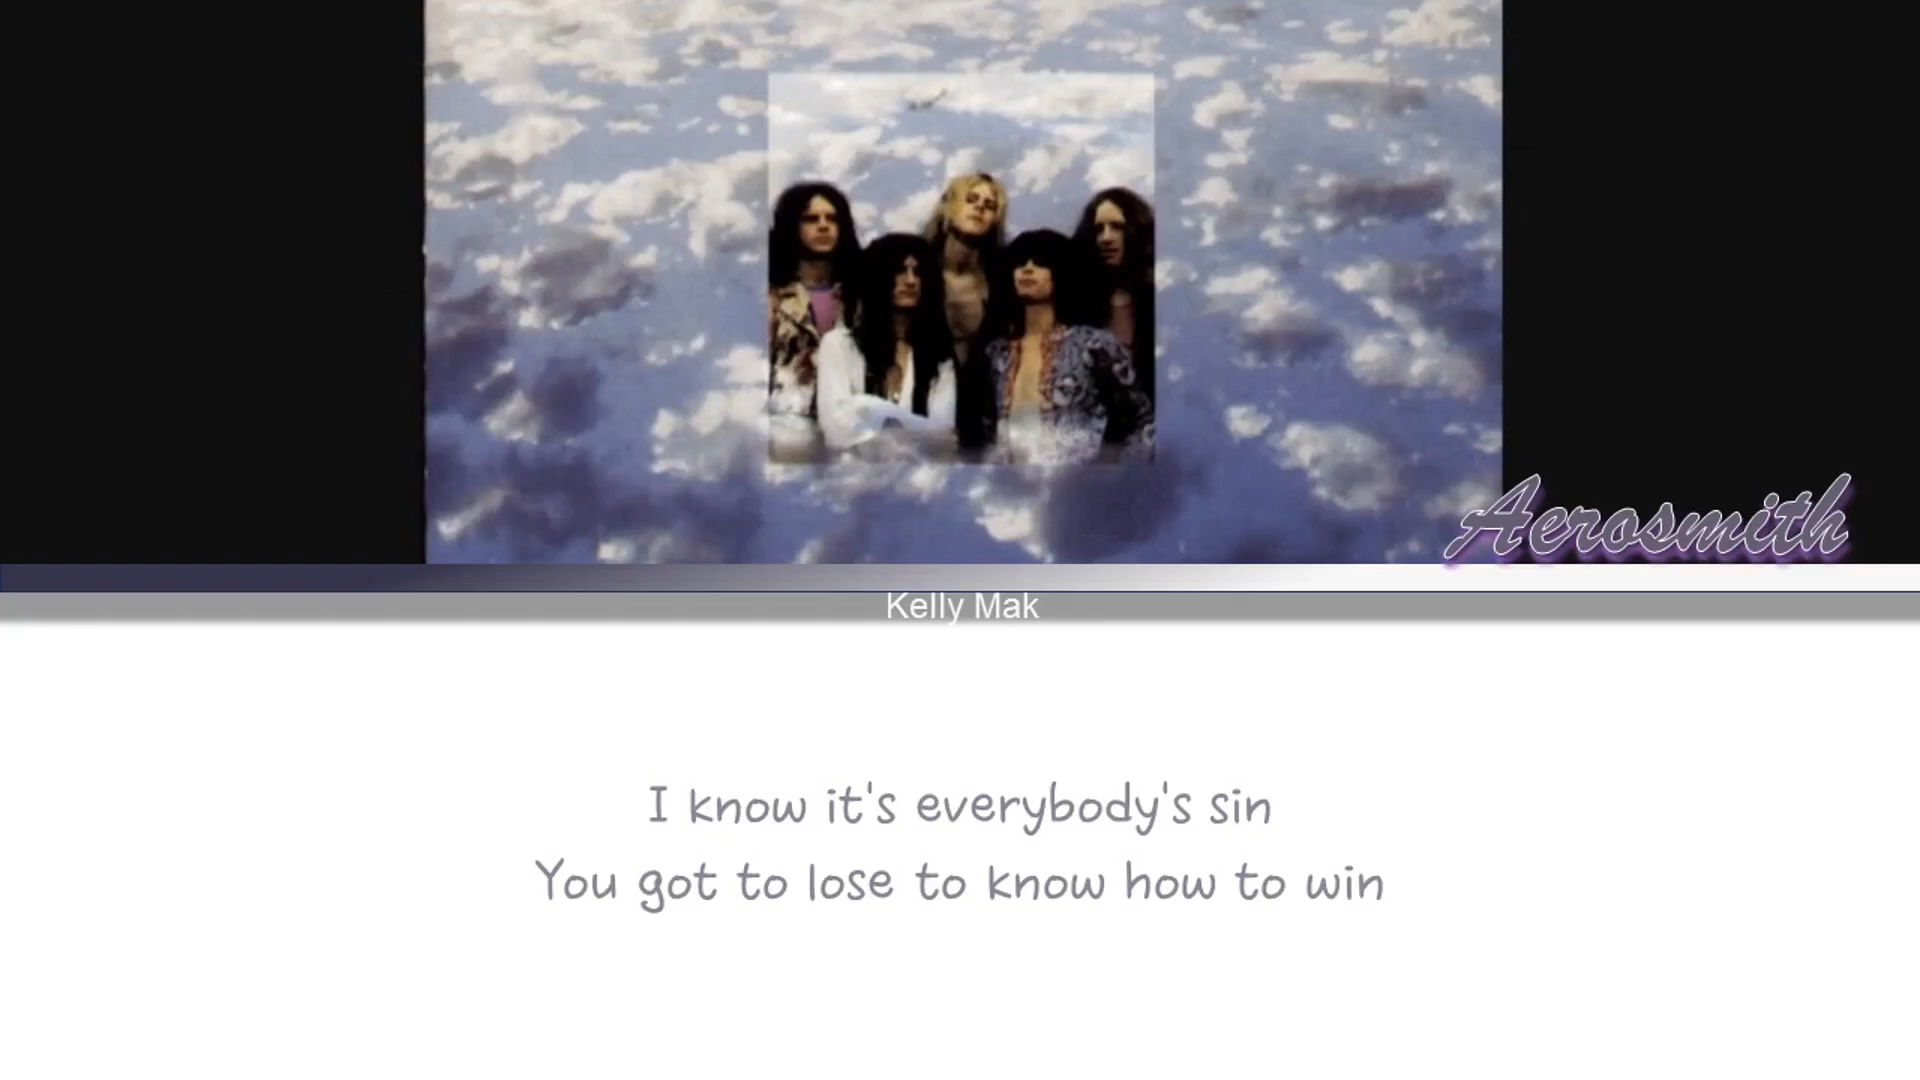 Aerosmith
Kelly Mak
I know it's everybody's sin
You got to lose to know how to win